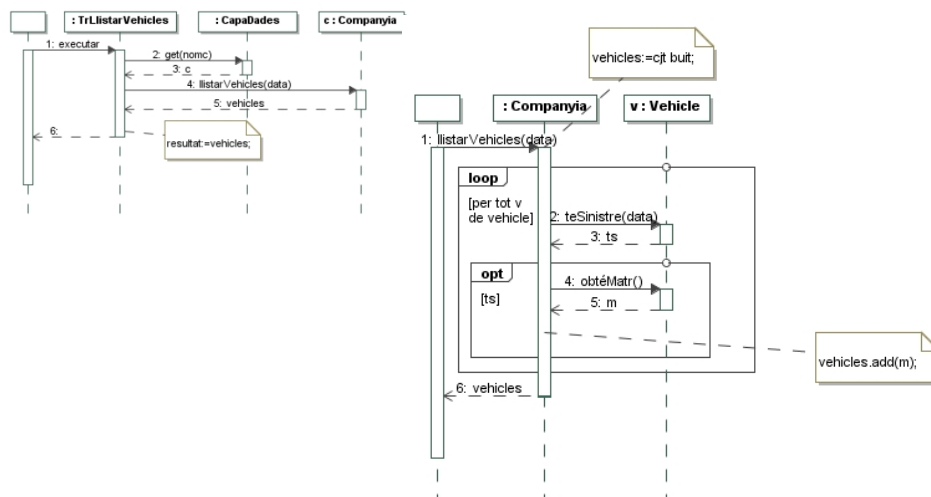 : TrLlistarVehicles
: CapaDades
c : Companyia
1: executar
2: get(nomc)
3: c
4: llistarVehicles(data)
5: vehicles
6:
resultat:=vehicles;
vehicles:=cjt buit;
: Companyia
v : Vehicle
1: llistarVehicles(data)
loop
[per tot v
de vehicle]
2: teSinistre(data)
3: ts
opt
[ts]
4: obtéMatr()
5: m
vehicles.add(m);
6: vehicles